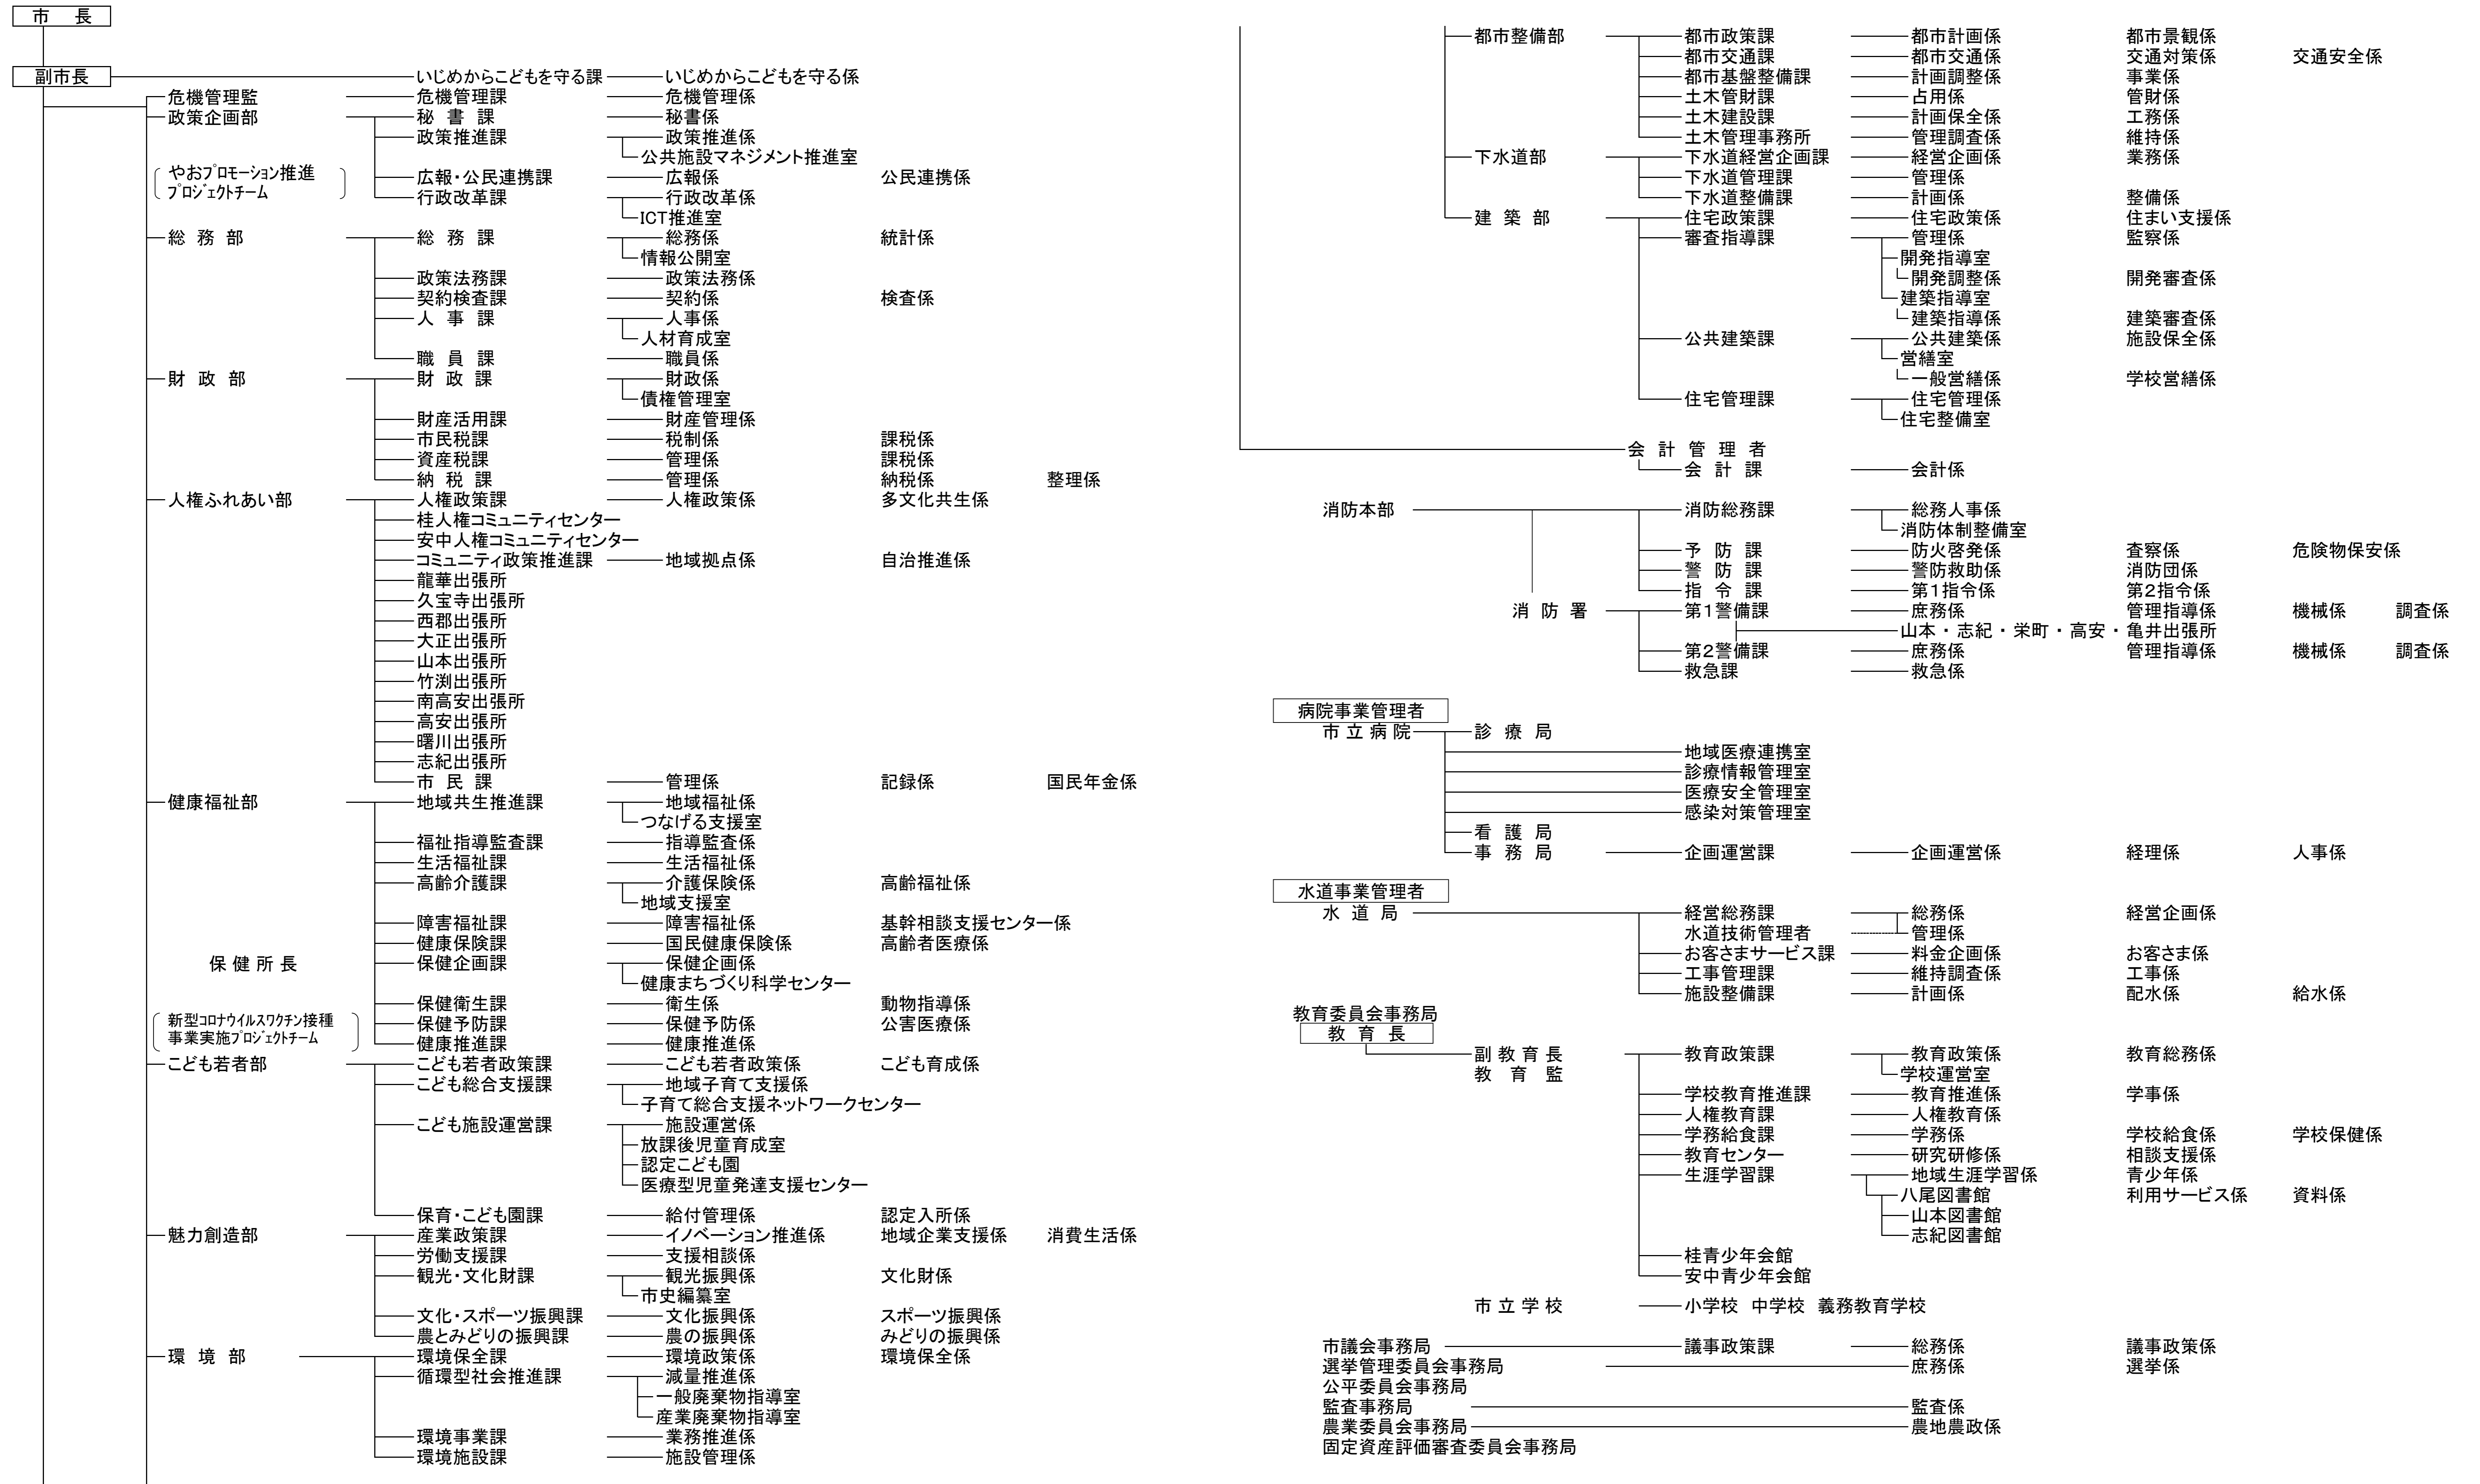 市　長
副市長　いじめからこどもを守る課　いじめからこどもを守る係
危機管理監　危機管理課　危機管理係
政策企画部　秘書課　秘書係
政策推進課　政策推進係
公共施設マネジメント推進室
やおプロモーション推進
プロジェクトチーム
広報・公民連携課　広報係　公民連携係
行政改革課　行政改革係
ICT推進室
総務部　総務課　総務係　統計係
情報公開室
政策法務課　政策法務係
契約検査課　契約係　検査係
人事課　人事係
人材育成室
職員課　職員係
財政部　財政課　財政係
債権管理室
財産活用課　財産管理係
市民税課　税制係　課税係
資産税課　管理係　課税係
納税課　管理係　納税係　整理係
人権ふれあい部　人権政策課　人権政策係　多文化共生係
桂人権コミュニティセンター
安中人権コミュニティセンター
コミュニティ政策推進課　地域拠点係　自治推進係
龍華出張所
久宝寺出張所
西郡出張所
大正出張所
山本出張所
竹渕出張所
南高安出張所
高安出張所
曙川出張所
志紀出張所
市民課　管理係　記録係　国民年金係
健康福祉部　地域共生推進課　地域福祉係
つなげる支援室
福祉指導監査課　指導監査係
生活福祉課　生活福祉係
高齢介護課　介護保険係　高齢福祉係
地域支援室
障害福祉課　障害福祉係　基幹相談支援センター係
健康保険課　国民健康保険係　高齢者医療係
保健所長　保健企画課　保健企画係
健康まちづくり科学センター
保健衛生課　衛生係　動物指導係
新型コロナウイルスワクチン接種
事業実施プロジェクトチーム
保健予防課　保健予防係　公害医療係
健康推進課　健康推進係
こども若者部　こども若者政策課　こども若者政策係　こども育成係
こども総合支援課　地域子育て支援係
子育て総合支援ネットワークセンター
こども施設運営課　施設運営係
放課後児童育成室
認定こども園
医療型児童発達支援センター
保育・こども園課　給付管理係　認定入所係
魅力創造部　産業政策課　イノベーション推進係　地域企業支援係　消費生活係
労働支援課　支援相談係
観光・文化財課　観光振興係　文化財係
市史編纂室
文化・スポーツ振興課　文化振興係　スポーツ振興係
農とみどりの振興課　農の振興係　みどりの振興係
環境部　環境保全課　環境政策係　環境保全係
循環型社会推進課　減量推進係
一般廃棄物指導室
産業廃棄物指導室
環境事業課　業務推進係
環境施設課　施設管理係
都市整備部　都市政策課　都市計画係　都市景観係
都市交通課　都市交通係　交通対策係　交通安全係
都市基盤整備課　計画調整係　事業係
土木管財課　占用係　管財係
土木建設課　計画保全係　工務係
土木管理事務所　管理調査係　維持係
下水道部　下水道経営企画課　経営企画係　業務係
下水道管理課　管理係
下水道整備課　計画係　整備係
建築部　住宅政策課　住宅政策係　住まい支援係
審査指導課　管理係　監察係
開発指導室
開発調整係　開発審査係
建築指導室
建築指導係　建築審査係
公共建築課　公共建築係　施設保全係
営繕室
一般営繕係　学校営繕係
住宅管理課　住宅管理係
住宅整備室
会計管理者
会計課　会計係
消防本部　消防総務課　総務人事係
消防体制整備室
予防課　防火啓発係　査察係　危険物保安係
警防課　警防救助係　消防団係
指令課　第１指令係　第２指令係
消防署　第１警備課　庶務係　管理指導係　機械係　調査係
山本・志紀・栄町・高安・亀井出張所
第２警備課　庶務係　管理指導係　機械係　調査係
救急課　救急係
病院事業管理者
市立病院　診療局
地域医療連携室
診療情報管理室
医療安全管理室
感染対策管理室
看護局
事務局　企画運営課　企画運営係　経理係　人事係
水道事業管理者
水道局　経営総務課　総務係　経営企画係
水道技術管理者　管理係
お客さまサービス課　料金企画係　お客さま係
工事管理課　維持調査係　工事係
施設整備課　計画係　配水係　給水係
教育委員会事務局
教育長
副教育長　教育政策課　教育政策係　教育総務係
教育監　学校運営室
学校教育推進課　教育推進係　学事係
人権教育課　人権教育係
学務給食課　学務係　学校給食係　学校保健係
教育センター　研究研修係　相談支援係
生涯学習課　地域生涯学習係　青少年係
八尾図書館　利用サービス係　資料係
山本図書館
志紀図書館
桂青少年会館
安中青少年会館
市立学校　小学校　中学校　義務教育学校
市議会事務局　議事政策課　総務係　議事政策係
選挙管理委員会事務局　庶務係　選挙係
公平委員会事務局
監査事務局　監査係
農業委員会事務局　農地農政係
固定資産評価審査委員会事務局